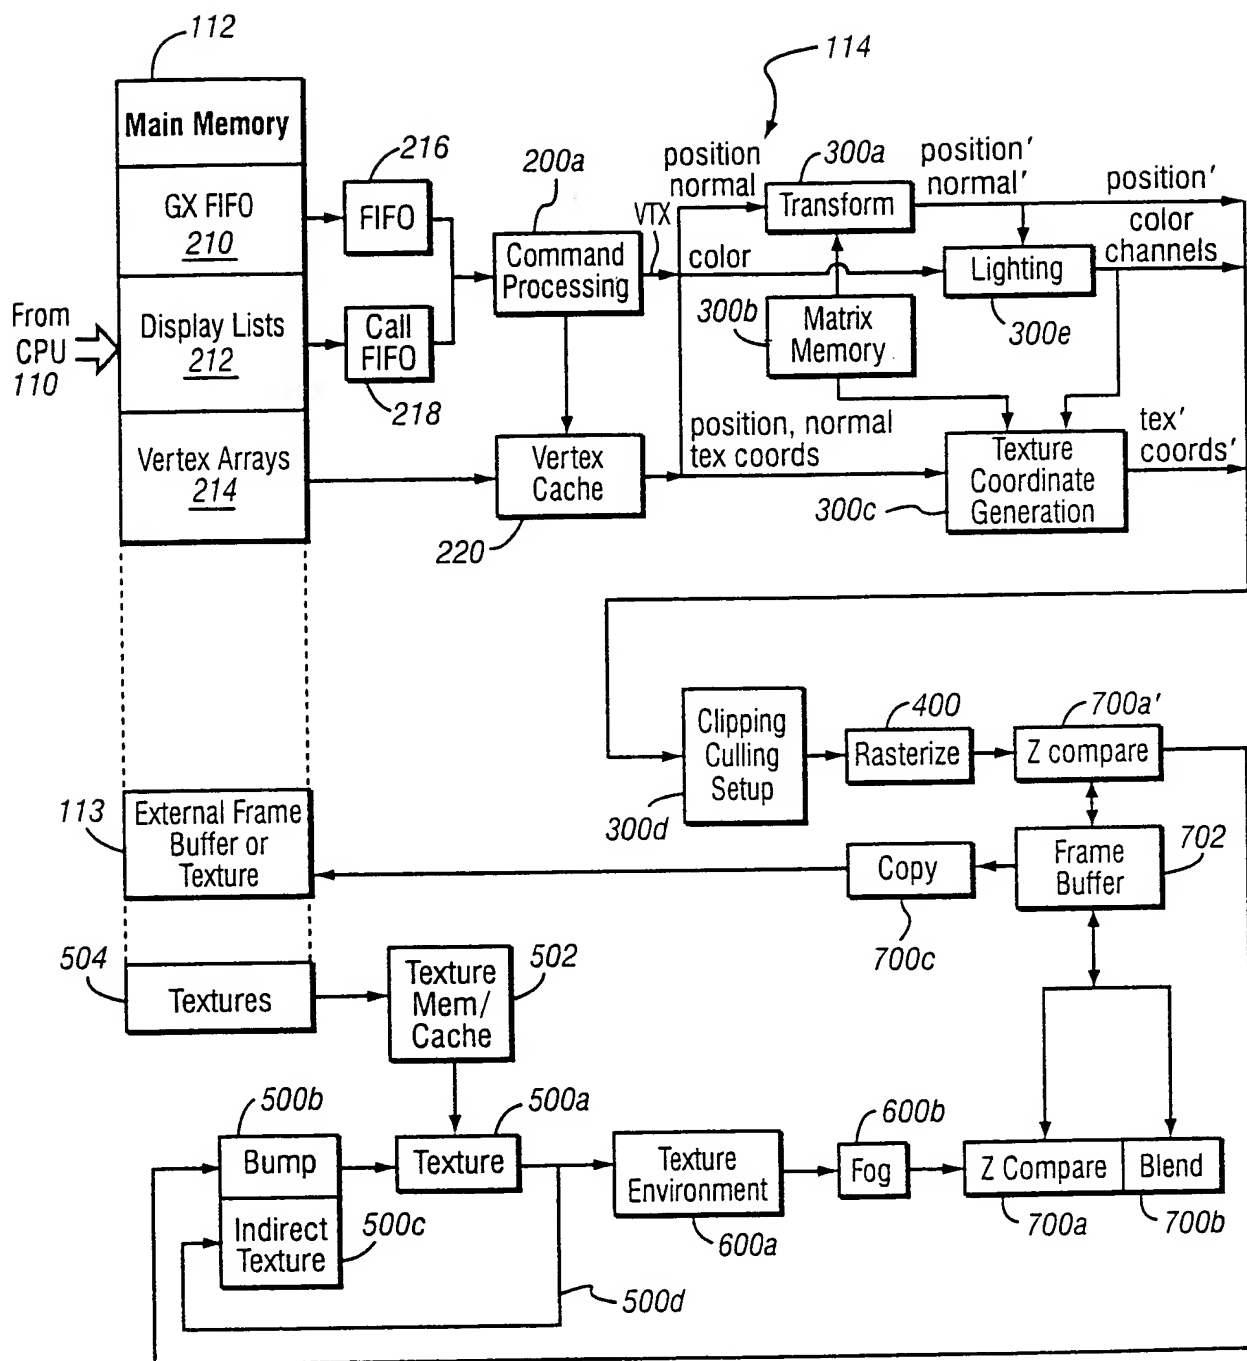 112
114
Main Memory
216
200a
position
normal
300a
position'
normal'
position'
GX FIFO
210
FIFO
VTX
Transform
color
channels
Command
Processing
color
Lighting
From
CPU
110
Display Lists
212
Call
FIFO
218
300b
Matrix
Memory
300e
Vertex Arrays
214
Vertex
Cache
220
position, normal
tex coords
Texture
Coordinate
Generation
300c
tex'
coords'
Clipping
Culling
Setup
300d
400
Rasterize
700a'
Z compare
113
External Frame
Buffer or
Texture
Copy
700c
Frame
Buffer
702
504
Textures
Texture
Mem/
Cache
502
500b
Bump
500a
Texture
Texture
Environment
600a
600b
Fog
Z Compare
Blend
700a
700b
Indirect
Texture
500c
500d